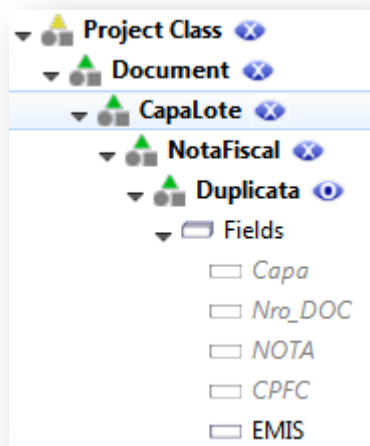 Project Class
Document
CapaLote
NotaFiscal
Duplicata
Fields
Capa
Nro_DOC
NOTA
CPFC
EMIS